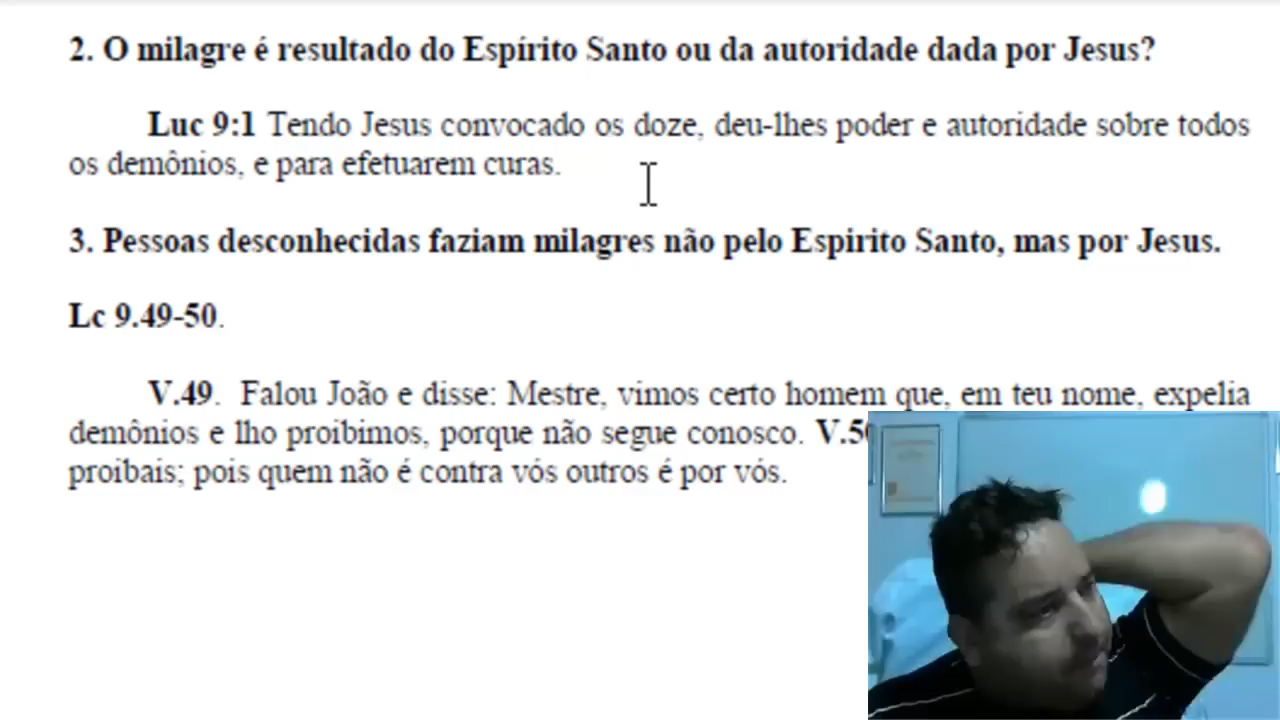 2. O milagre é resultado do Espírito Santo ou da autoridade dada por Jesus?
Luc 9:1 Tendo Jesus convocado os doze, deu-lhes poder e autoridade sobre todos
os demônios, e para efetuarem curas.
3. Pessoas desconhecidas faziam milagres não pelo Espirito Santo, mas por Jesus.
Lc 9.49-50.
V.49. Falou João e disse: Mestre, vimos certo homem que, em teu nome, expelia
demônios e lho proibimos, porque não segue conosco.
proibais; pois quem não é contra vós outros é por vós.